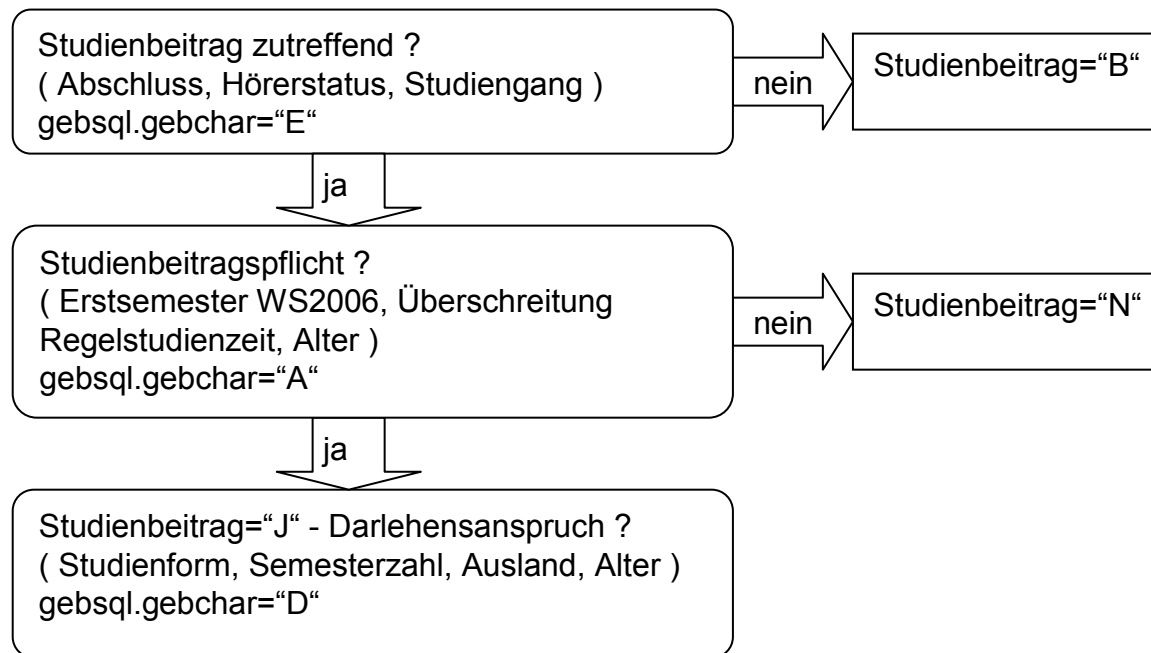 Studienbeitrag zutreffend ?
( Abschluss, Hörerstatus, Studiengang )
gebsql.gebchar=“E“
nein
Studienbeitrag=“B“
ja
Studienbeitragspflicht ?
( Erstsemester WS2006, Überschreitung
Regelstudienzeit, Alter )
gebsql.gebchar=“A“
nein
Studienbeitrag=“N“
ja
Studienbeitrag=“J“ - Darlehensanspruch ?
( Studienform, Semesterzahl, Ausland, Alter )
gebsql.gebchar=“D“